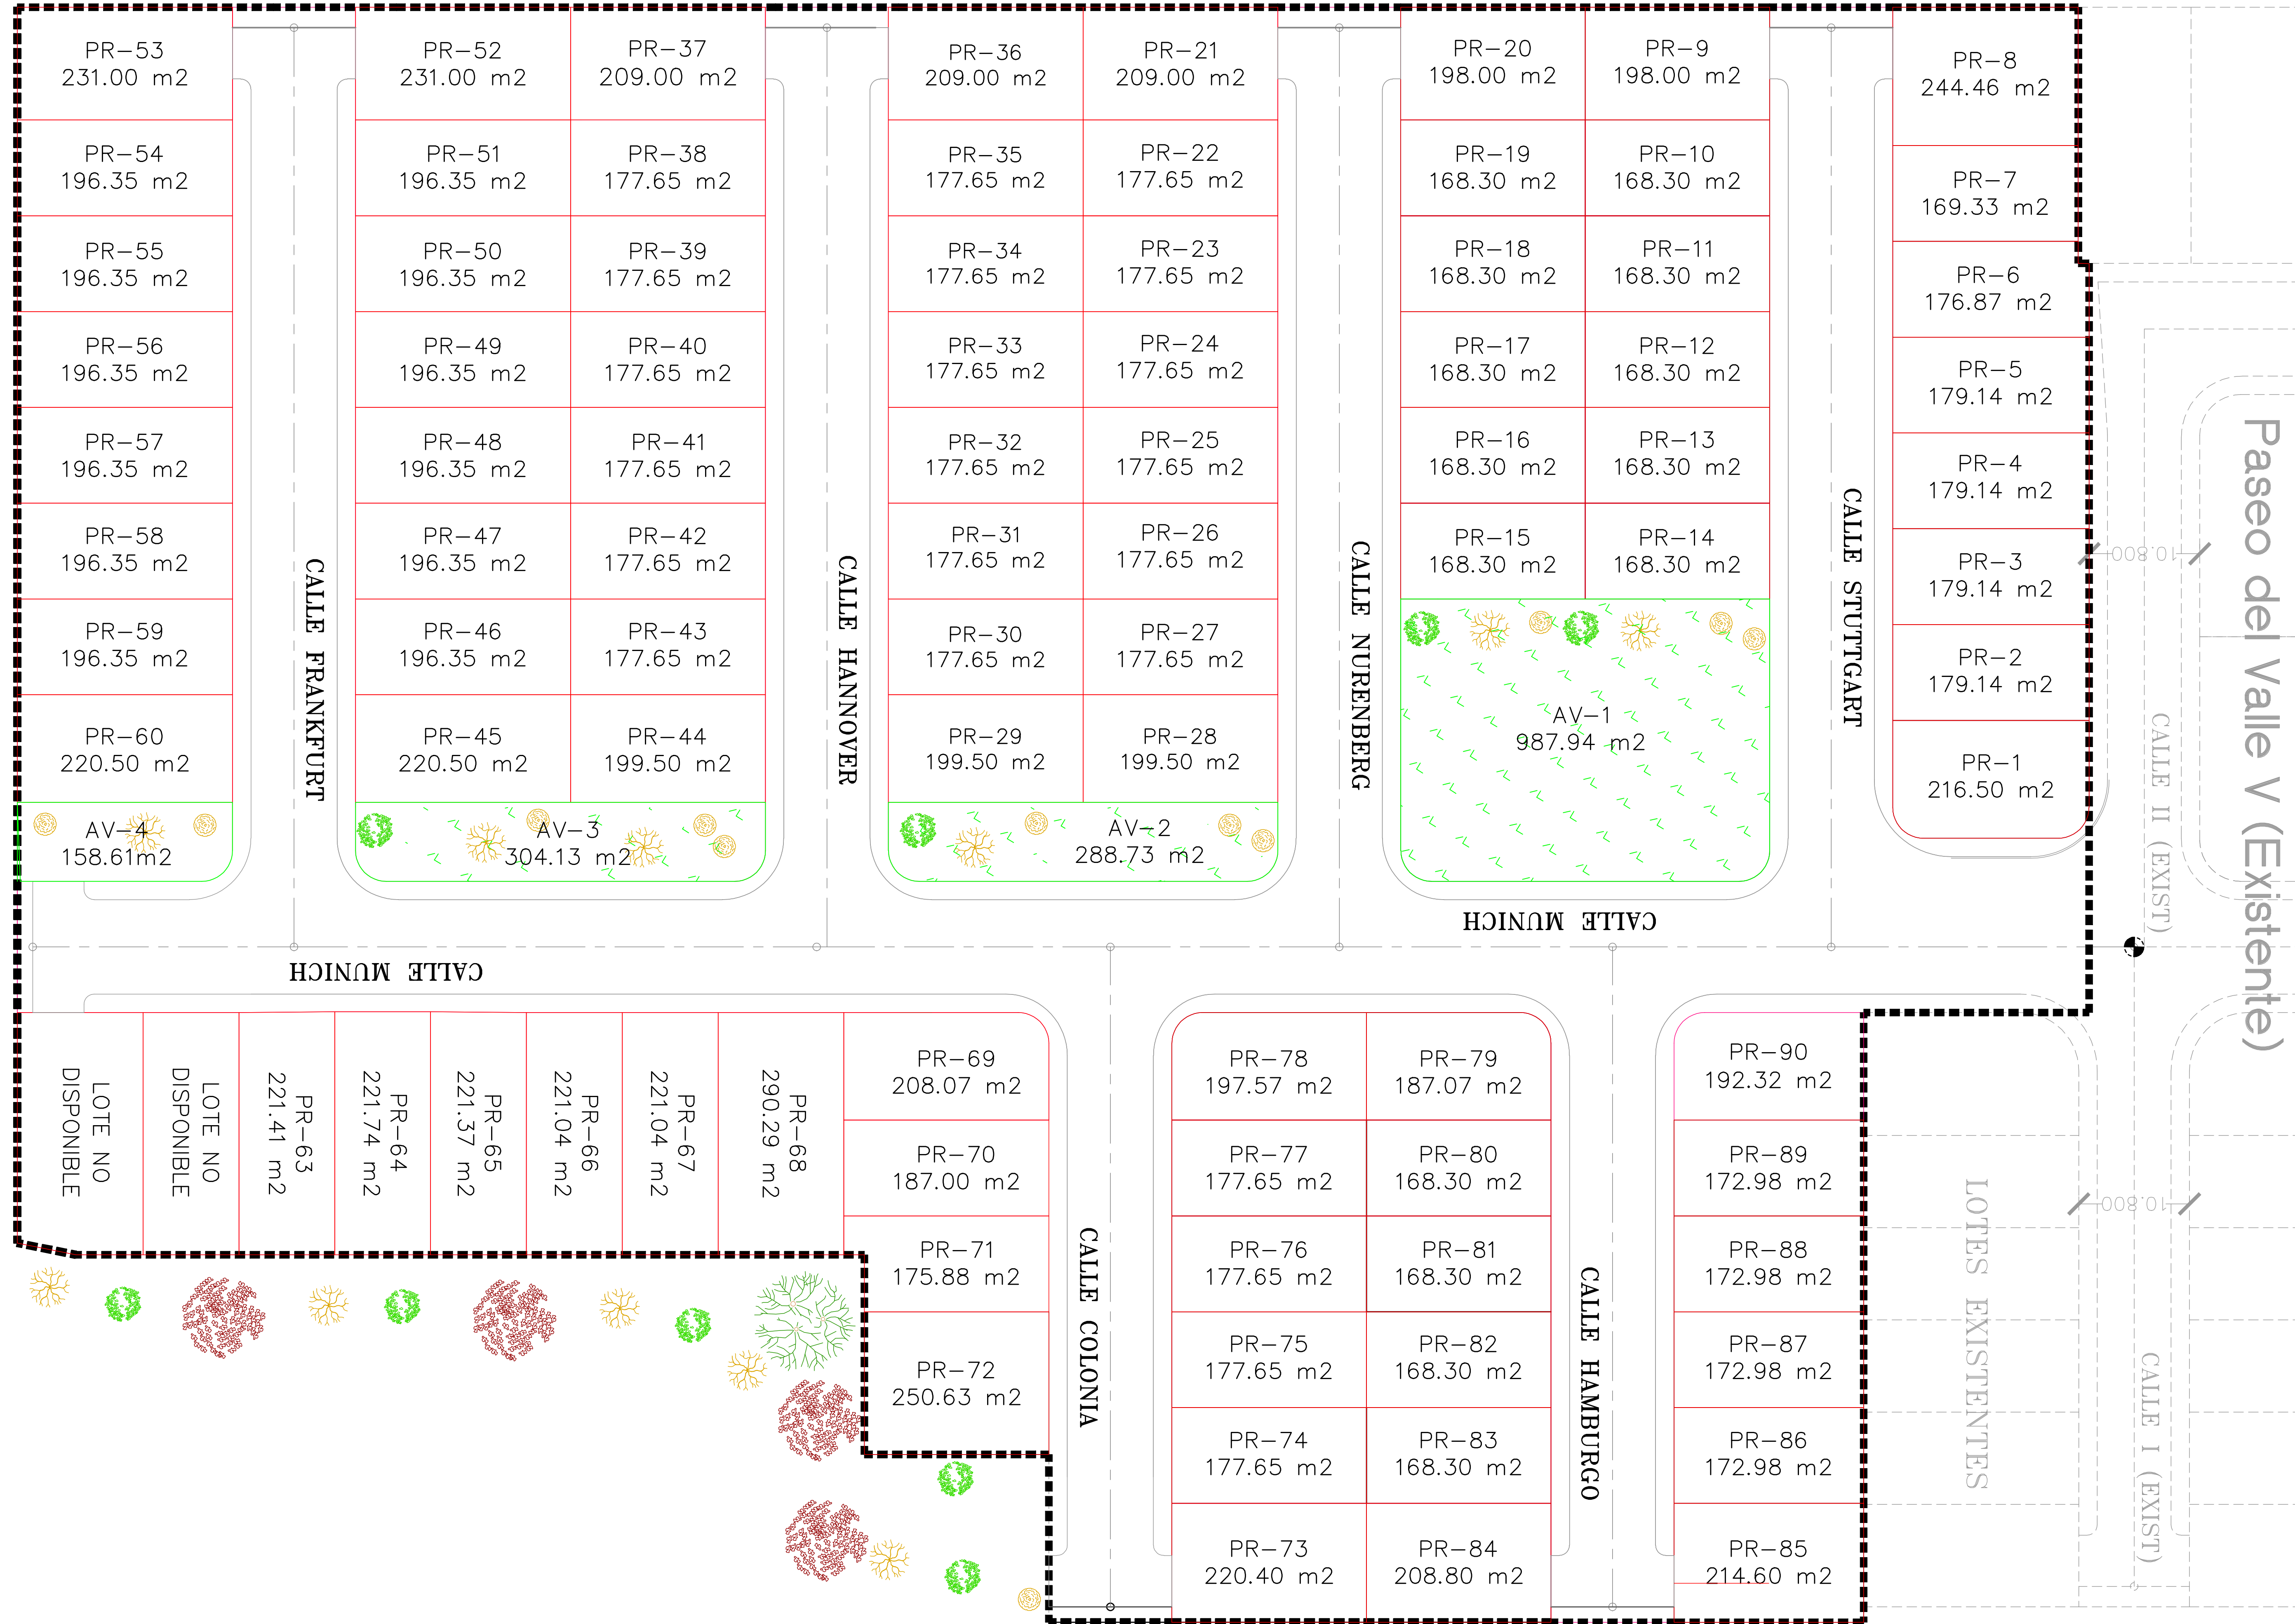 PR-53
231.00 m2
PR-52
231.00 m2
PR-37
209.00 m2
PR-36
209.00 m2
PR-21
209.00 m2
PR-20
198.00 m2
PR-9
198.00 m2
PR-8
244.46 m2
PR-54
196.35 m2
PR-51
196.35 m2
PR-38
177.65 m2
PR-35
177.65 m2
PR-22
177.65 m2
PR-19
168.30 m2
PR-10
168.30 m2
PR-7
169.33 m2
PR-55
196.35 m2
PR-50
196.35 m2
PR-39
177.65 m2
PR-34
177.65 m2
PR-23
177.65 m2
PR-18
168.30 m2
PR-11
168.30 m2
PR-6
176.87 m2
PR-56
196.35 m2
PR-49
196.35 m2
PR-40
177.65 m2
PR-33
177.65 m2
PR-24
177.65 m2
PR-17
168.30 m2
PR-12
168.30 m2
PR-5
179.14 m2
PR-57
196.35 m2
PR-48
196.35 m2
PR-41
177.65 m2
PR-32
177.65 m2
PR-25
177.65 m2
PR-16
168.30 m2
PR-13
168.30 m2
PR-4
179.14 m2
PR-58
196.35 m2
PR-47
196.35 m2
PR-42
177.65 m2
PR-31
177.65 m2
PR-26
177.65 m2
PR-15
168.30 m2
PR-14
168.30 m2
PR-3
179.14 m2
PR-59
196.35 m2
PR-46
196.35 m2
PR-43
177.65 m2
PR-30
177.65 m2
PR-27
177.65 m2
PR-2
179.14 m2
PR-60
220.50 m2
PR-45
220.50 m2
PR-44
199.50 m2
PR-29
199.50 m2
PR-28
199.50 m2
AV-1
987.94 m2
PR-1
216.50 m2
AV-4
158.61m2
AV-3
304.13 m2
AV-2
288.73 m2
CALLE FRANKFURT
CALLE HANNOVER
CALLE NURENBERG
CALLE STUTTGART
10.800
CALLE II (EXIST)
Paseo del Valle V (Existente)
CALLE MUNICH
CALLE MUNICH
LOTE NO
DISPONIBLE
LOTE NO
DISPONIBLE
PR-63
221.41 m2
PR-64
221.74 m2
PR-65
221.37 m2
PR-66
221.04 m2
PR-67
221.04 m2
PR-68
290.29 m2
PR-69
208.07 m2
PR-78
197.57 m2
PR-79
187.07 m2
PR-90
192.32 m2
PR-70
187.00 m2
PR-77
177.65 m2
PR-80
168.30 m2
PR-89
172.98 m2
PR-71
175.88 m2
PR-76
177.65 m2
PR-81
168.30 m2
PR-88
172.98 m2
PR-72
250.63 m2
PR-75
177.65 m2
PR-82
168.30 m2
PR-87
172.98 m2
PR-74
177.65 m2
PR-83
168.30 m2
PR-86
172.98 m2
PR-73
220.40 m2
PR-84
208.80 m2
PR-85
214.60 m2
CALLE COLONIA
CALLE HAMBURGO
LOTES EXISTENTES
10.800
CALLE I (EXIST)